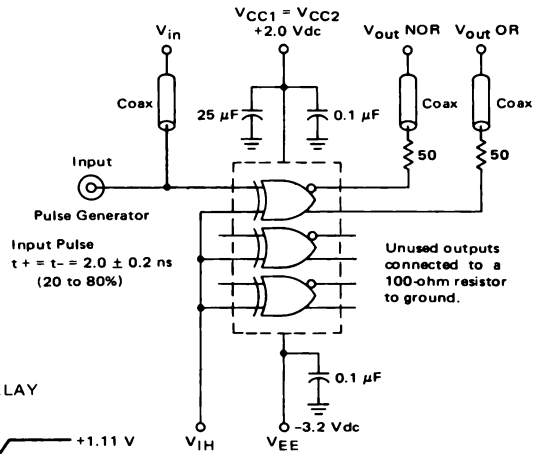 VCC1 = VCC2
+2.0 Vdc
Vin
Vout NOR
Vout OR
Coax
25 μF
0.1 μF
Coax
Coax
50
50
Input
Pulse Generator
Input Pulse
t + = t– = 2.0 ± 0.2 ns
(20 to 80%)
Unused outputs
connected to a
100-ohm resistor
to ground.
0.1 μF
LAY
+1.11 V
VIH
VEE
–3.2 Vdc